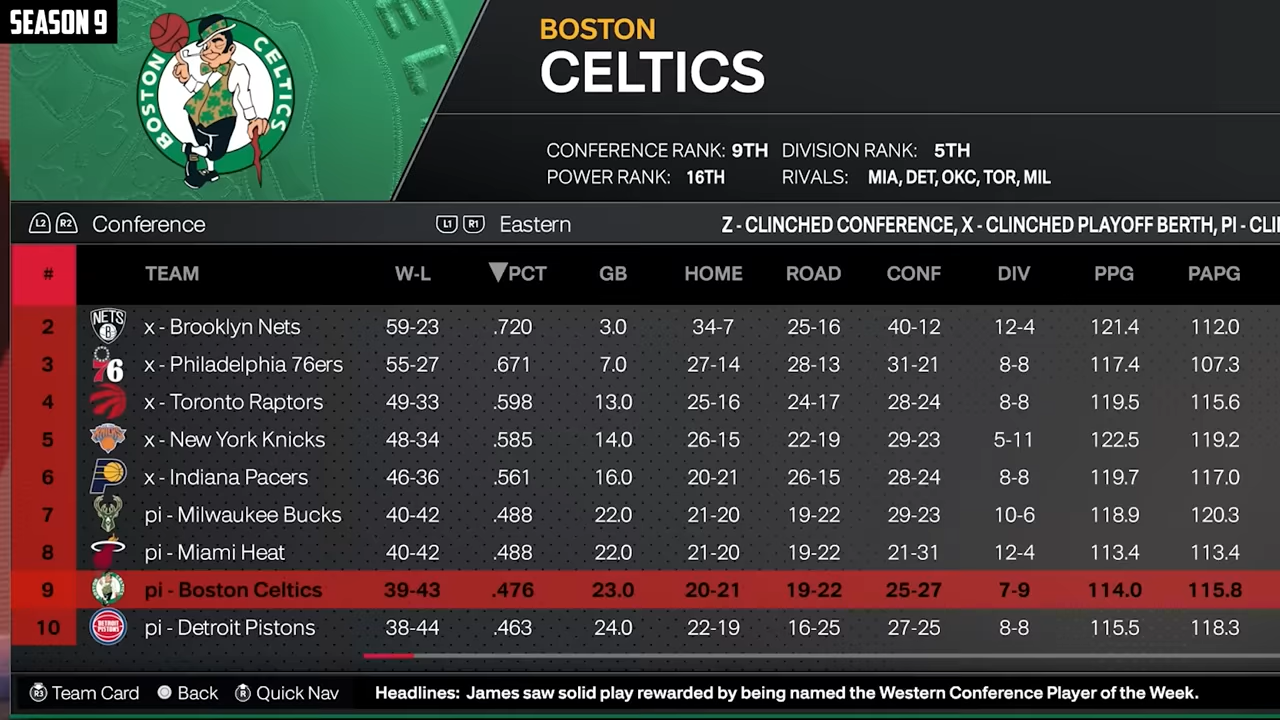 SEASON 9
BOSTON CELTICS
BOSTON
CELTICS
CONFERENCE RANK: 9TH DIVISION RANK: 5TH
POWER RANK: 16TH RIVALS: MIA, DET, OKC, TOR, MIL
L2 R2 Conference L1 R1 Eastern Z - CLINCHED CONFERENCE, X - CLINCHED PLAYOFF BERTH, PI - CLI
# TEAM W-L ▼PCT GB HOME ROAD CONF DIV PPG PAPG
2 NETS B x - Brooklyn Nets 59-23 .720 3.0 34-7 25-16 40-12 12-4 121.4 112.0
3 76 x - Philadelphia 76ers 55-27 .671 7.0 27-14 28-13 31-21 8-8 117.4 107.3
4 x - Toronto Raptors 49-33 .598 13.0 25-16 24-17 28-24 8-8 119.5 115.6
5 x - New York Knicks 48-34 .585 14.0 26-15 22-19 29-23 5-11 122.5 119.2
6 x - Indiana Pacers 46-36 .561 16.0 20-21 26-15 28-24 8-8 119.7 117.0
7 pi - Milwaukee Bucks 40-42 .488 22.0 21-20 19-22 29-23 10-6 118.9 120.3
8 pi - Miami Heat 40-42 .488 22.0 21-20 19-22 21-31 12-4 113.4 113.4
9 pi - Boston Celtics 39-43 .476 23.0 20-21 19-22 25-27 7-9 114.0 115.8
10 pi - Detroit Pistons 38-44 .463 24.0 22-19 16-25 27-25 8-8 115.5 118.3
R3 Team Card Back R Quick Nav Headlines: James saw solid play rewarded by being named the Western Conference Player of the Week.